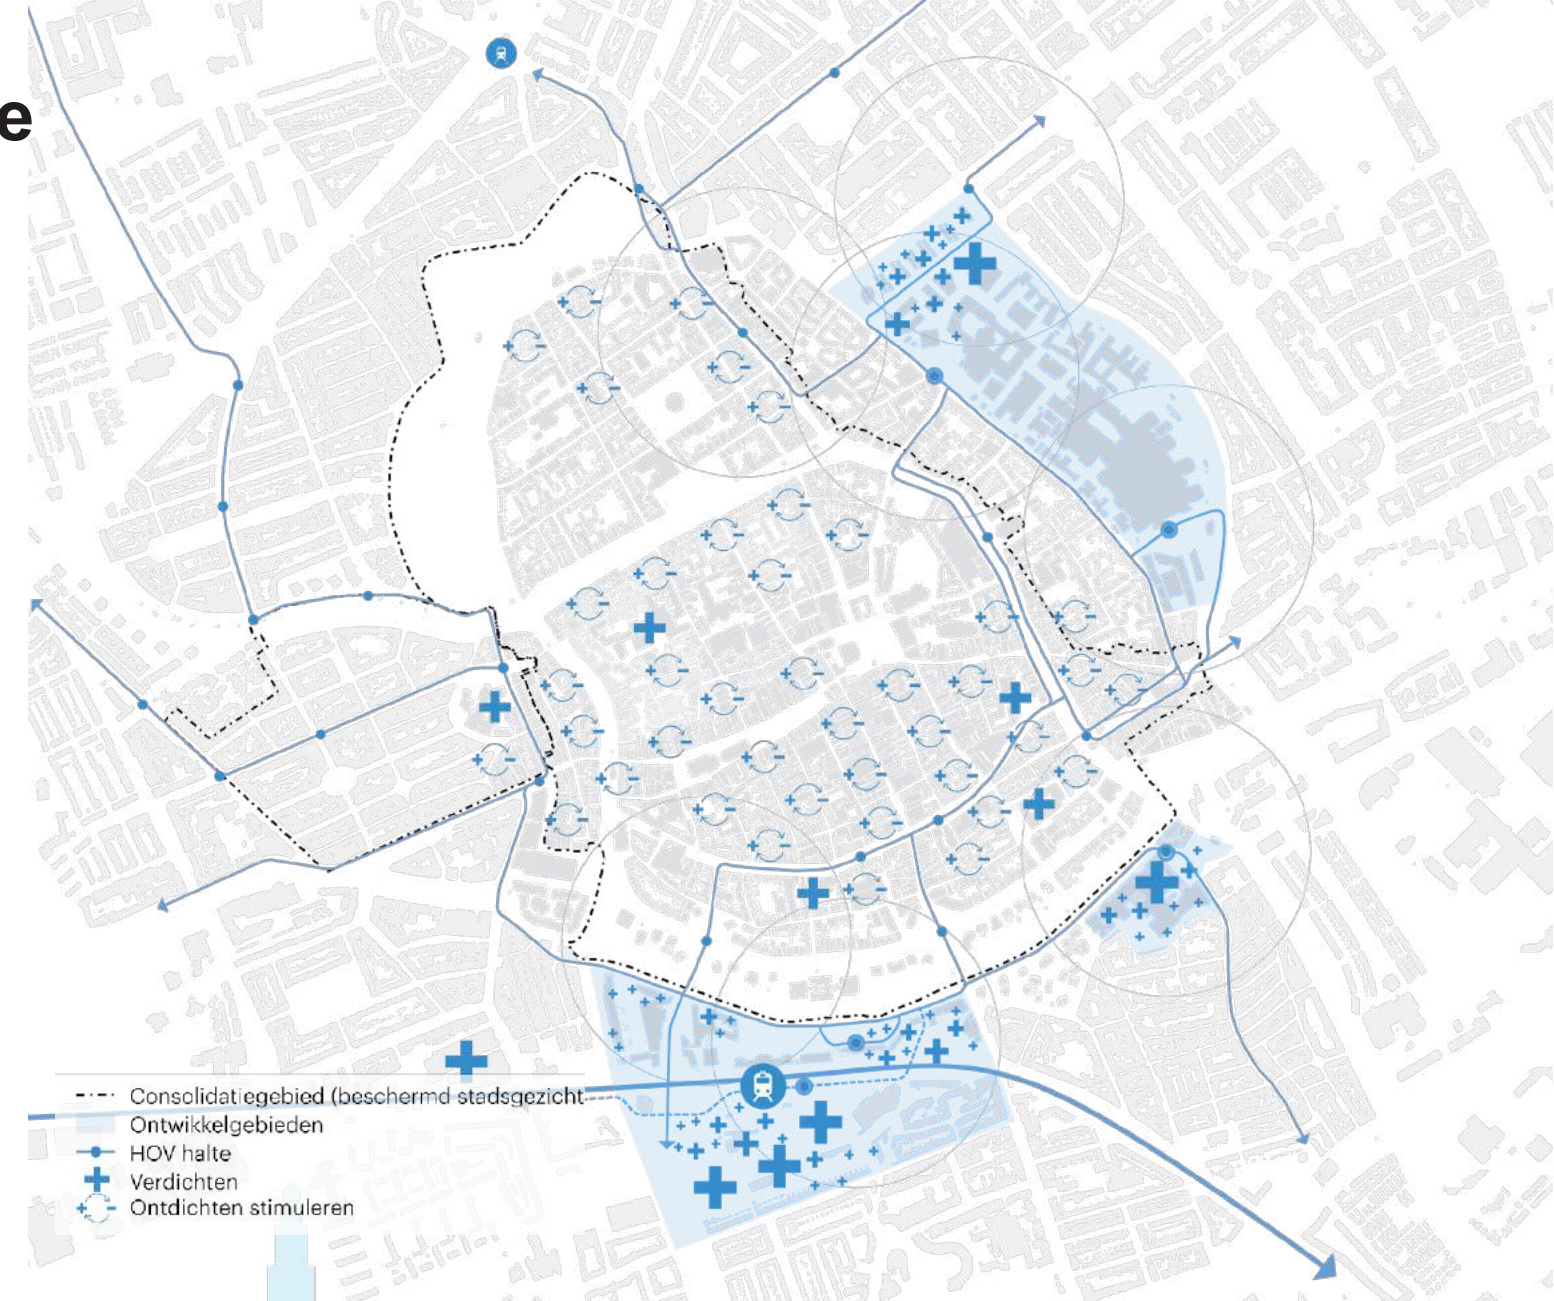 e
Consolidatiegebied (beschermd stadsgezicht
Ontwikkelgebieden
HOV halte
Verdichten
Ontdichten stimuleren